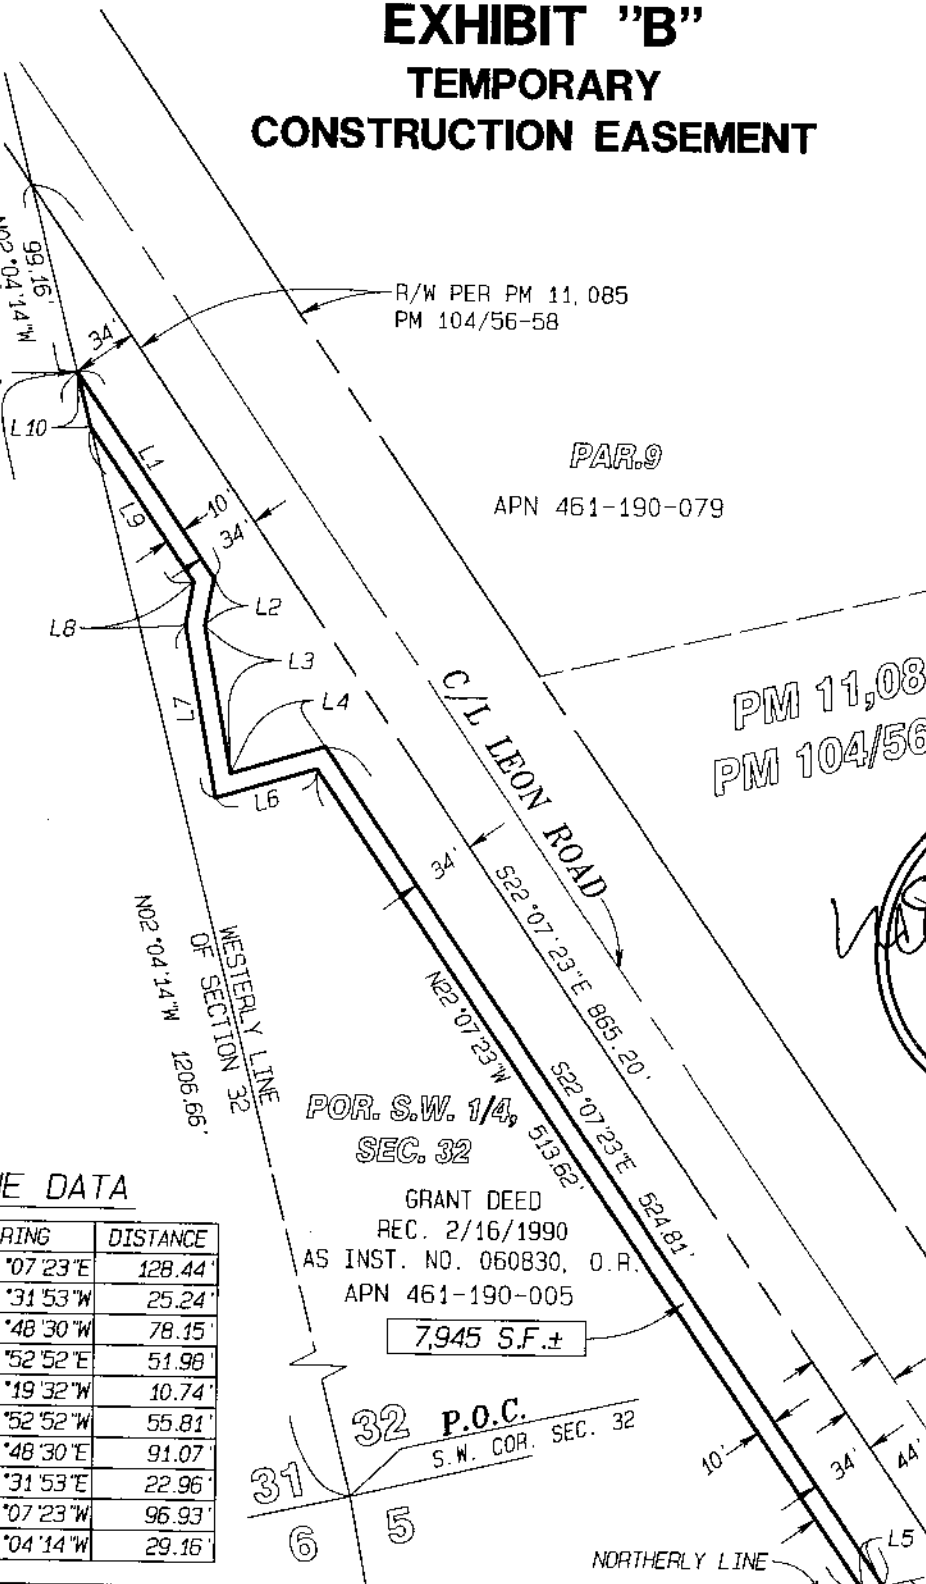 EXHIBIT "B"
TEMPORARY
CONSTRUCTION EASEMENT
99.16'
N02°04'14"W
34'
R/W PER PM 11,085
PM 104/56-58
L10
L1
L9
10'
34'
PAR.9
APN 461-190-079
L2
L8
L3
L7
L4
L6
C/L LEON ROAD
PM 11,08
PM 104/56
34'
S22°07'23"E 865.20'
N22°07'23"W 513.62'
S22°07'23"E 524.81'
WESTERLY LINE
OF SECTION 32
N02°04'14"W 1206.66'
POR. S.W. 1/4,
SEC. 32
GRANT DEED
REC. 2/16/1990
AS INST. NO. 060830, O.R.
APN 461-190-005
7,945 S.F.±
E DATA
RING DISTANCE
°07'23"E 128.44'
°31'53"W 25.24'
°48'30"W 78.15'
°52'52"E 51.98'
°19'32"W 10.74'
°52'52"W 55.81'
°48'30"E 91.07'
°31'53"E 22.96'
°07'23"W 96.93'
°04'14"W 29.16'
32
P.O.C.
S.W. COR. SEC. 32
31
6
5
10'
34'
44'
L5
NORTHERLY LINE